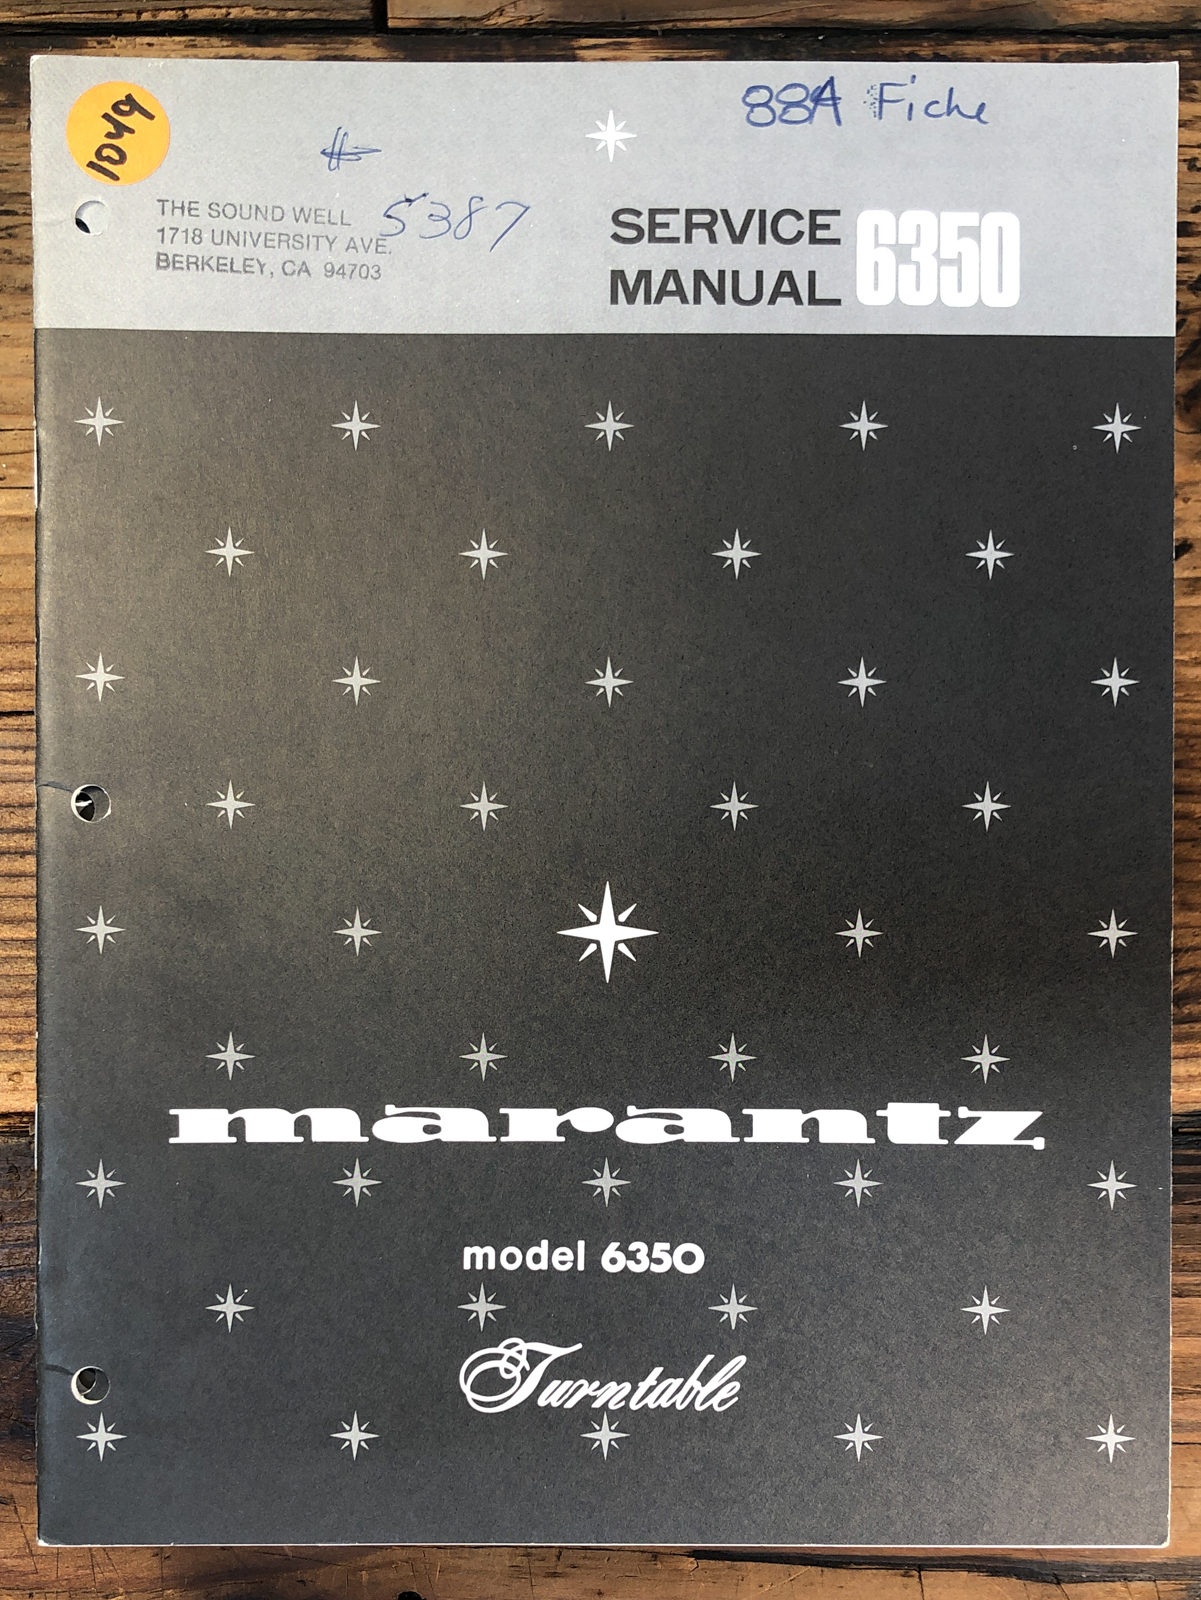 1049
88A Fiche
#
5387
THE SOUND WELL
1718 UNIVERSITY AVE.
BERKELEY, CA 94703
SERVICE
MANUAL 6350
marantz
model 6350
Turntable